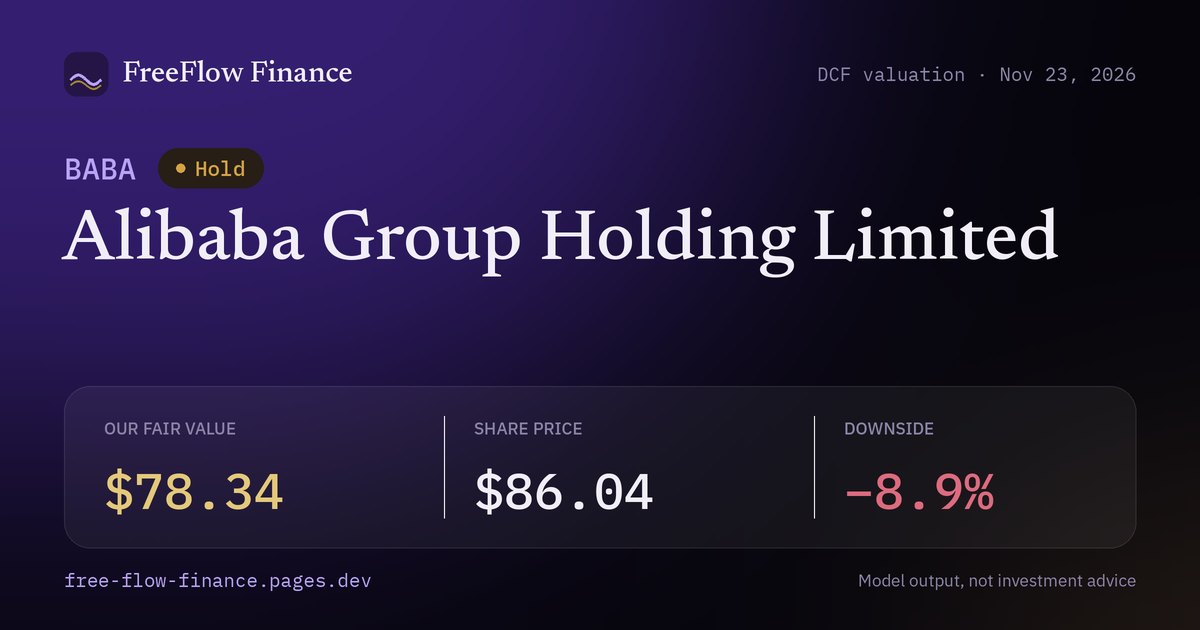 FreeFlow Finance
DCF valuation · Nov 23, 2026
BABA
Hold
Alibaba Group Holding Limited
OUR FAIR VALUE
SHARE PRICE
DOWNSIDE
$78.34
$86.04
−8.9%
free-flow-finance.pages.dev
Model output, not investment advice